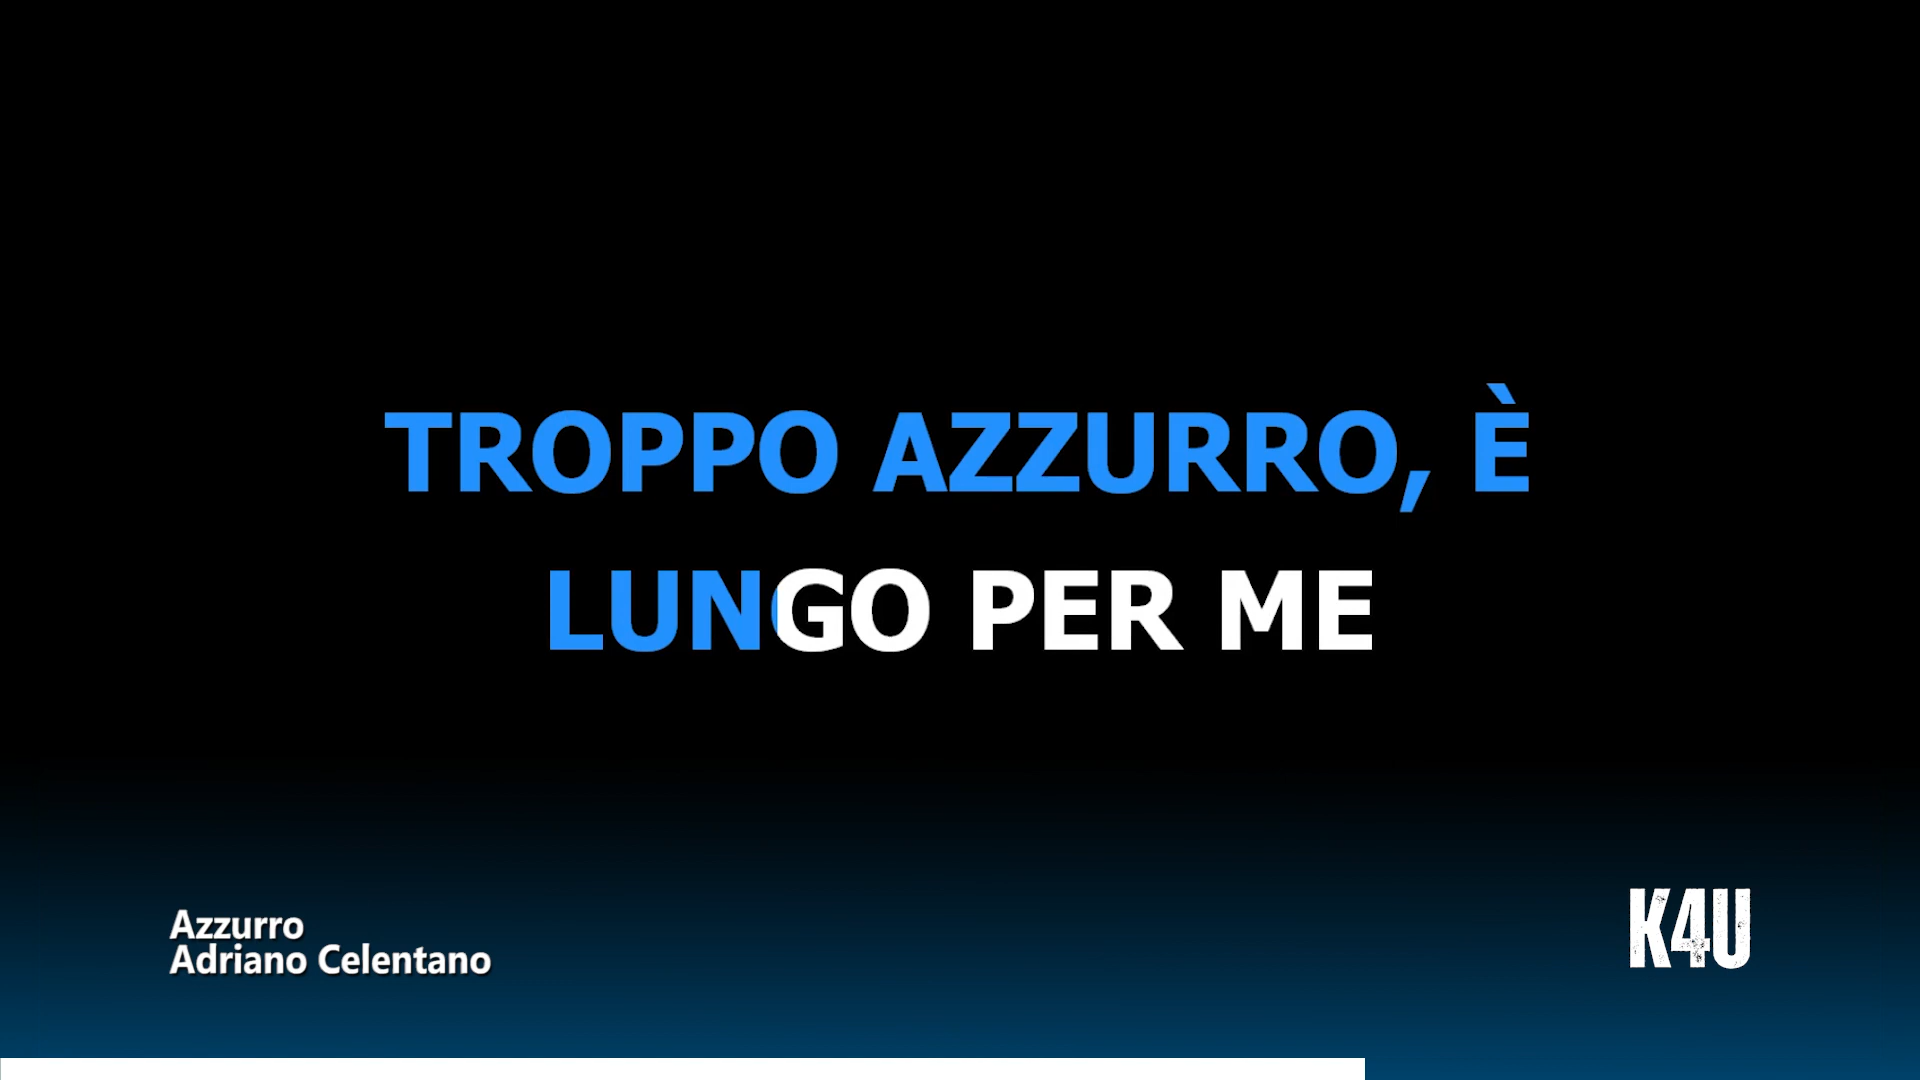 TROPPO AZZURRO, È
LUNGO PER ME
Azzurro
Adriano Celentano
K4U